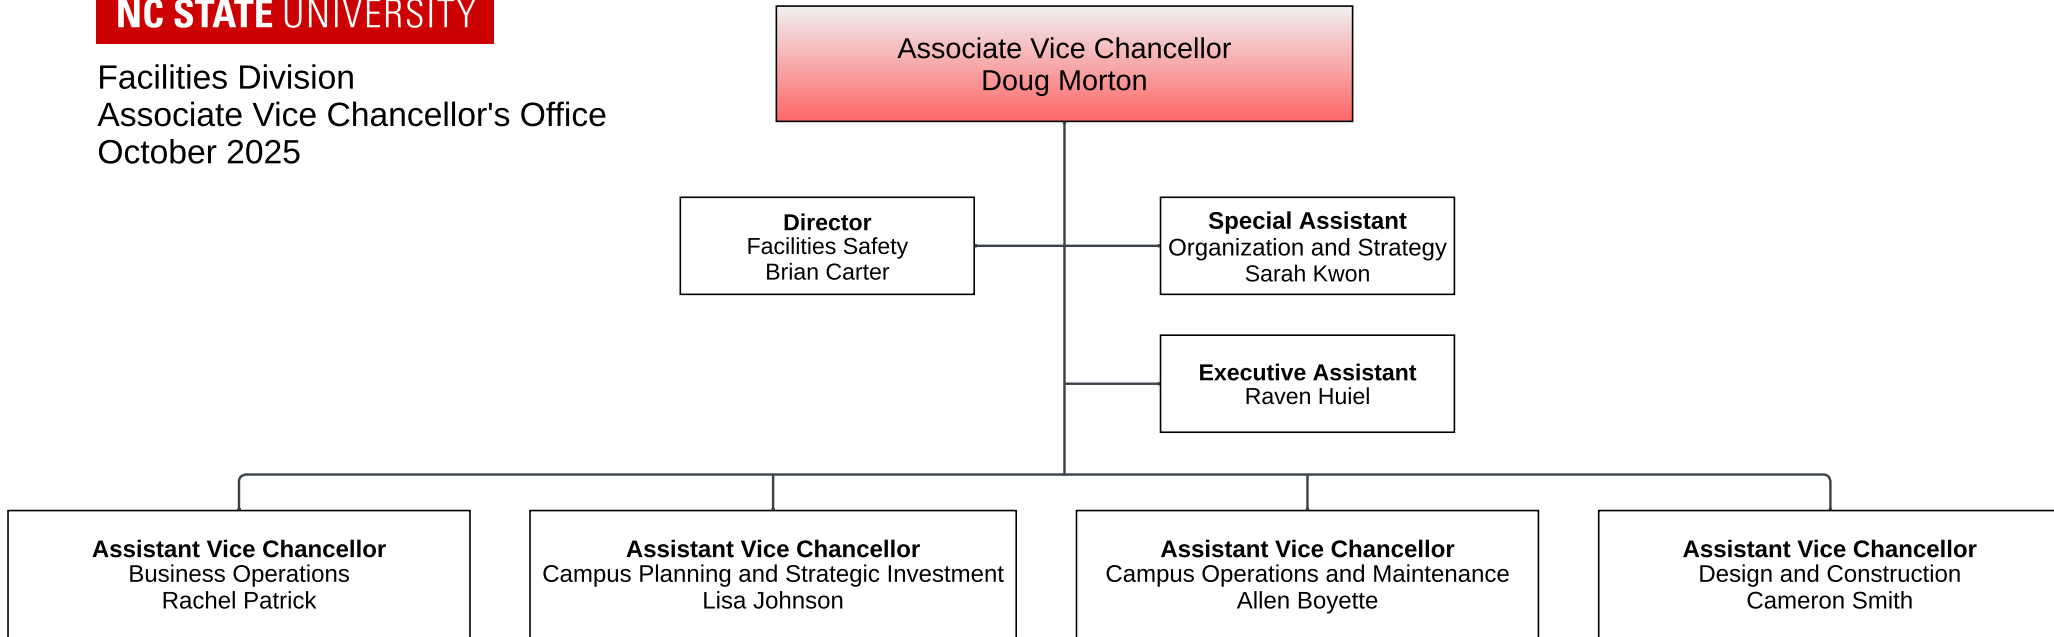 NC STATE UNIVERSITY
Facilities Division
Associate Vice Chancellor's Office
October 2025
Associate Vice Chancellor
Doug Morton
Director
Facilities Safety
Brian Carter
Special Assistant
Organization and Strategy
Sarah Kwon
Executive Assistant
Raven Huiel
Assistant Vice Chancellor
Business Operations
Rachel Patrick
Assistant Vice Chancellor
Campus Planning and Strategic Investment
Lisa Johnson
Assistant Vice Chancellor
Campus Operations and Maintenance
Allen Boyette
Assistant Vice Chancellor
Design and Construction
Cameron Smith